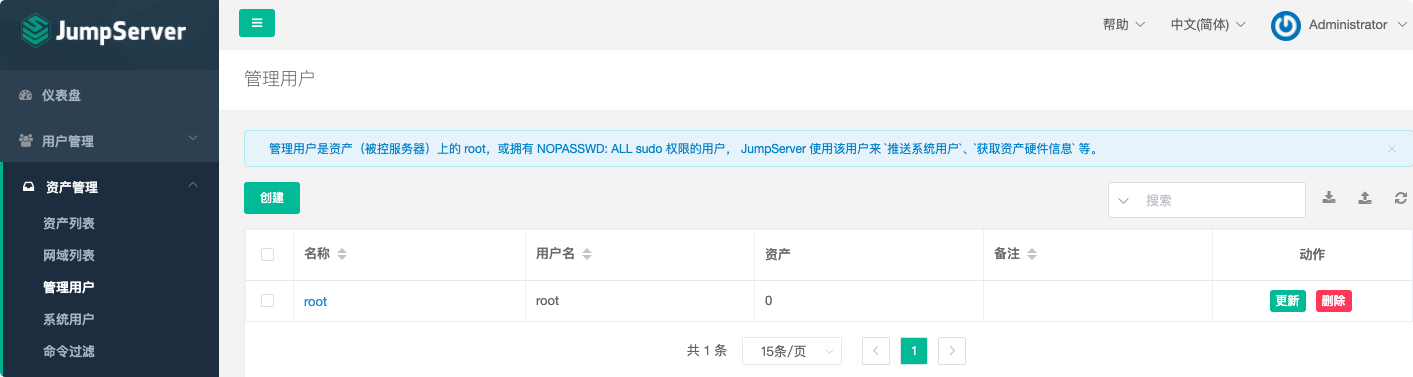 JumpServer
帮助
中文(简体)
Administrator
管理用户
仪表盘
用户管理
资产管理
资产列表
网域列表
管理用户
系统用户
命令过滤
管理用户是资产（被控服务器）上的 root，或拥有 NOPASSWD: ALL sudo 权限的用户， JumpServer 使用该用户来 `推送系统用户`、`获取资产硬件信息` 等。
创建
搜索
名称 用户名 资产 备注 动作
root root 0 更新 删除
共 1 条 15条/页 1